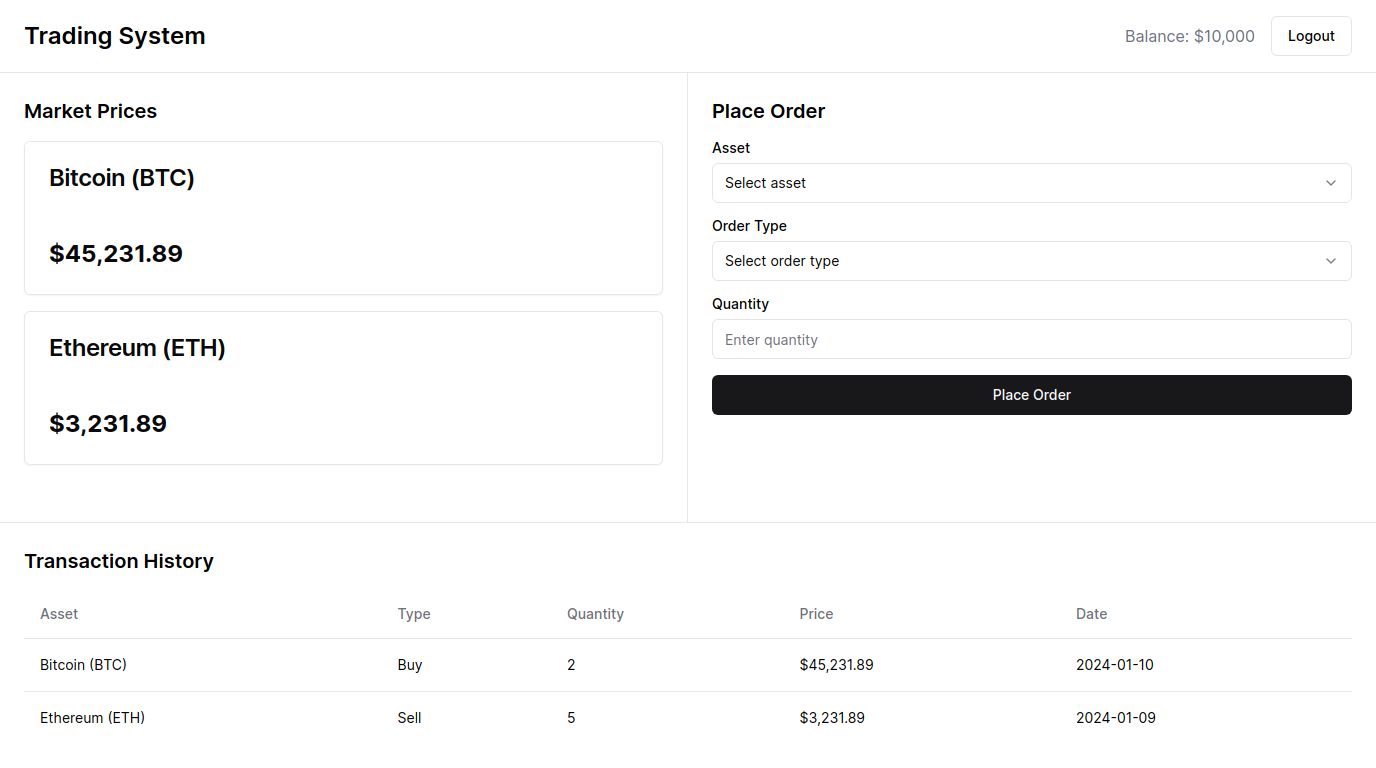 Trading System
Balance: $10,000
Logout
Market Prices
Bitcoin (BTC)
$45,231.89
Ethereum (ETH)
$3,231.89
Place Order
Asset
Select asset
Order Type
Select order type
Quantity
Enter quantity
Place Order
Transaction History
Asset Type Quantity Price Date
Bitcoin (BTC) Buy 2 $45,231.89 2024-01-10
Ethereum (ETH) Sell 5 $3,231.89 2024-01-09